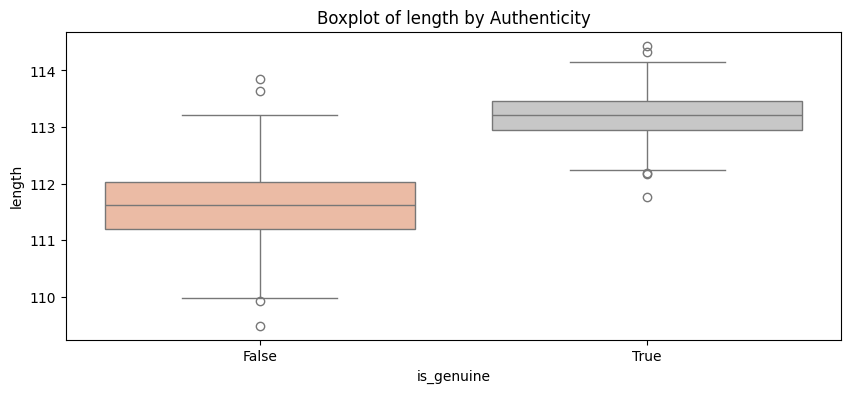 Boxplot of length by Authenticity
114
113
112
111
110
length
False
True
is_genuine